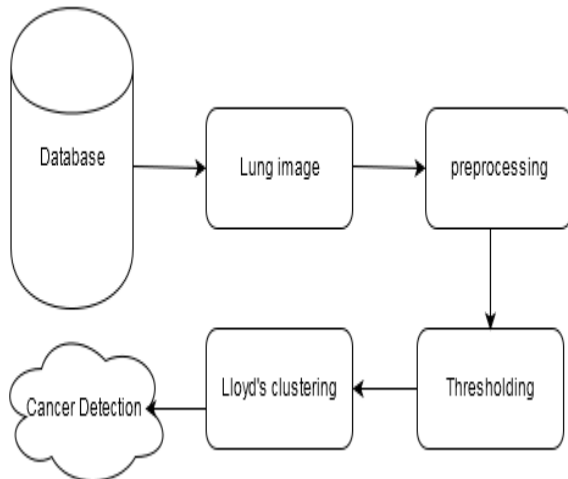 Database
Lung image
preprocessing
Thresholding
Lloyd's clustering
Cancer Detection